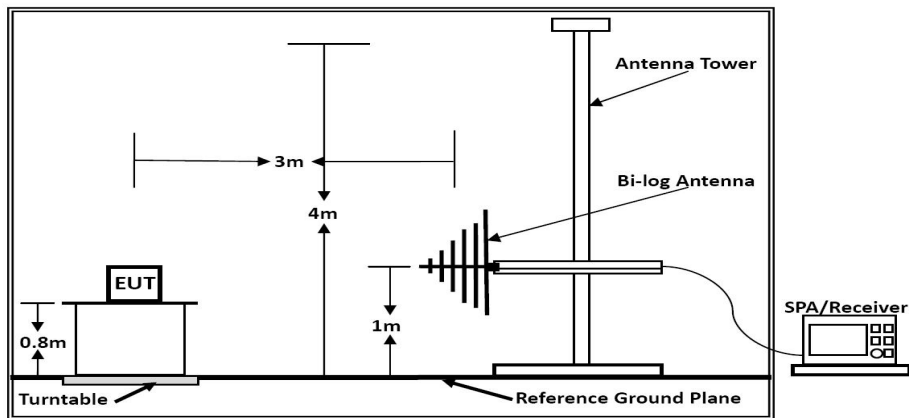 Antenna Tower
3m
Bi-log Antenna
4m
EUT
SPA/Receiver
0.8m
1m
Turntable
Reference Ground Plane